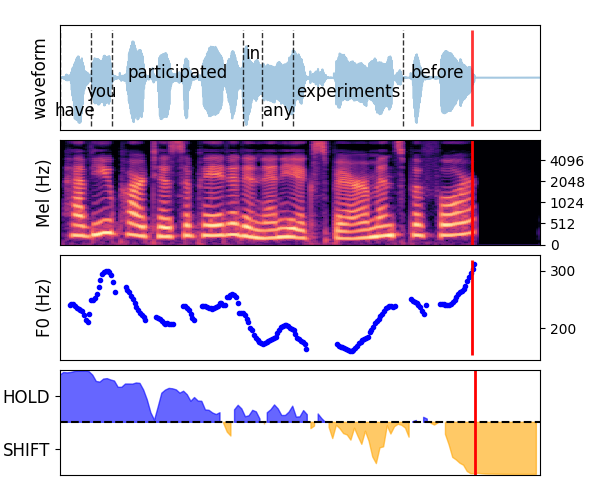 waveform
have
you
participated
in
any
experiments
before
Mel (Hz)
4096
2048
1024
512
0
F0 (Hz)
300
200
HOLD
SHIFT